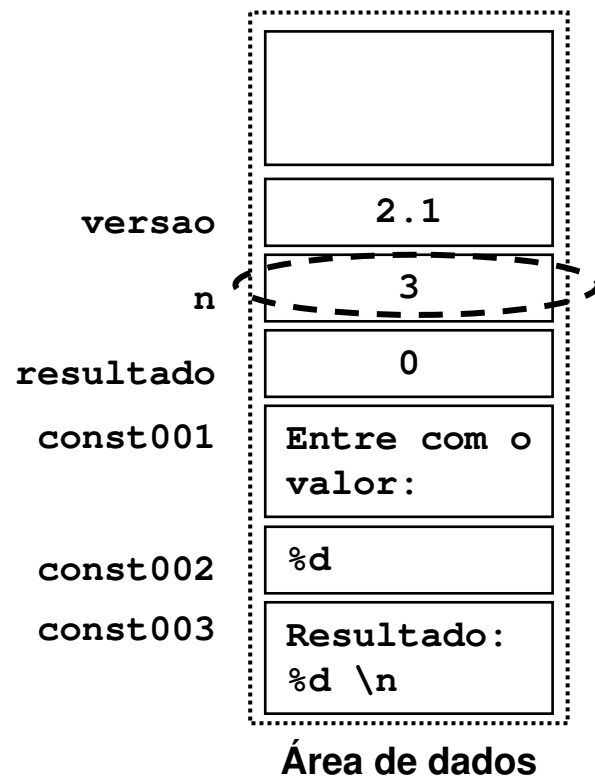 versao 2.1
n 3
resultado 0
const001 Entre com o
valor:
const002 %d
const003 Resultado:
%d \n
Área de dados